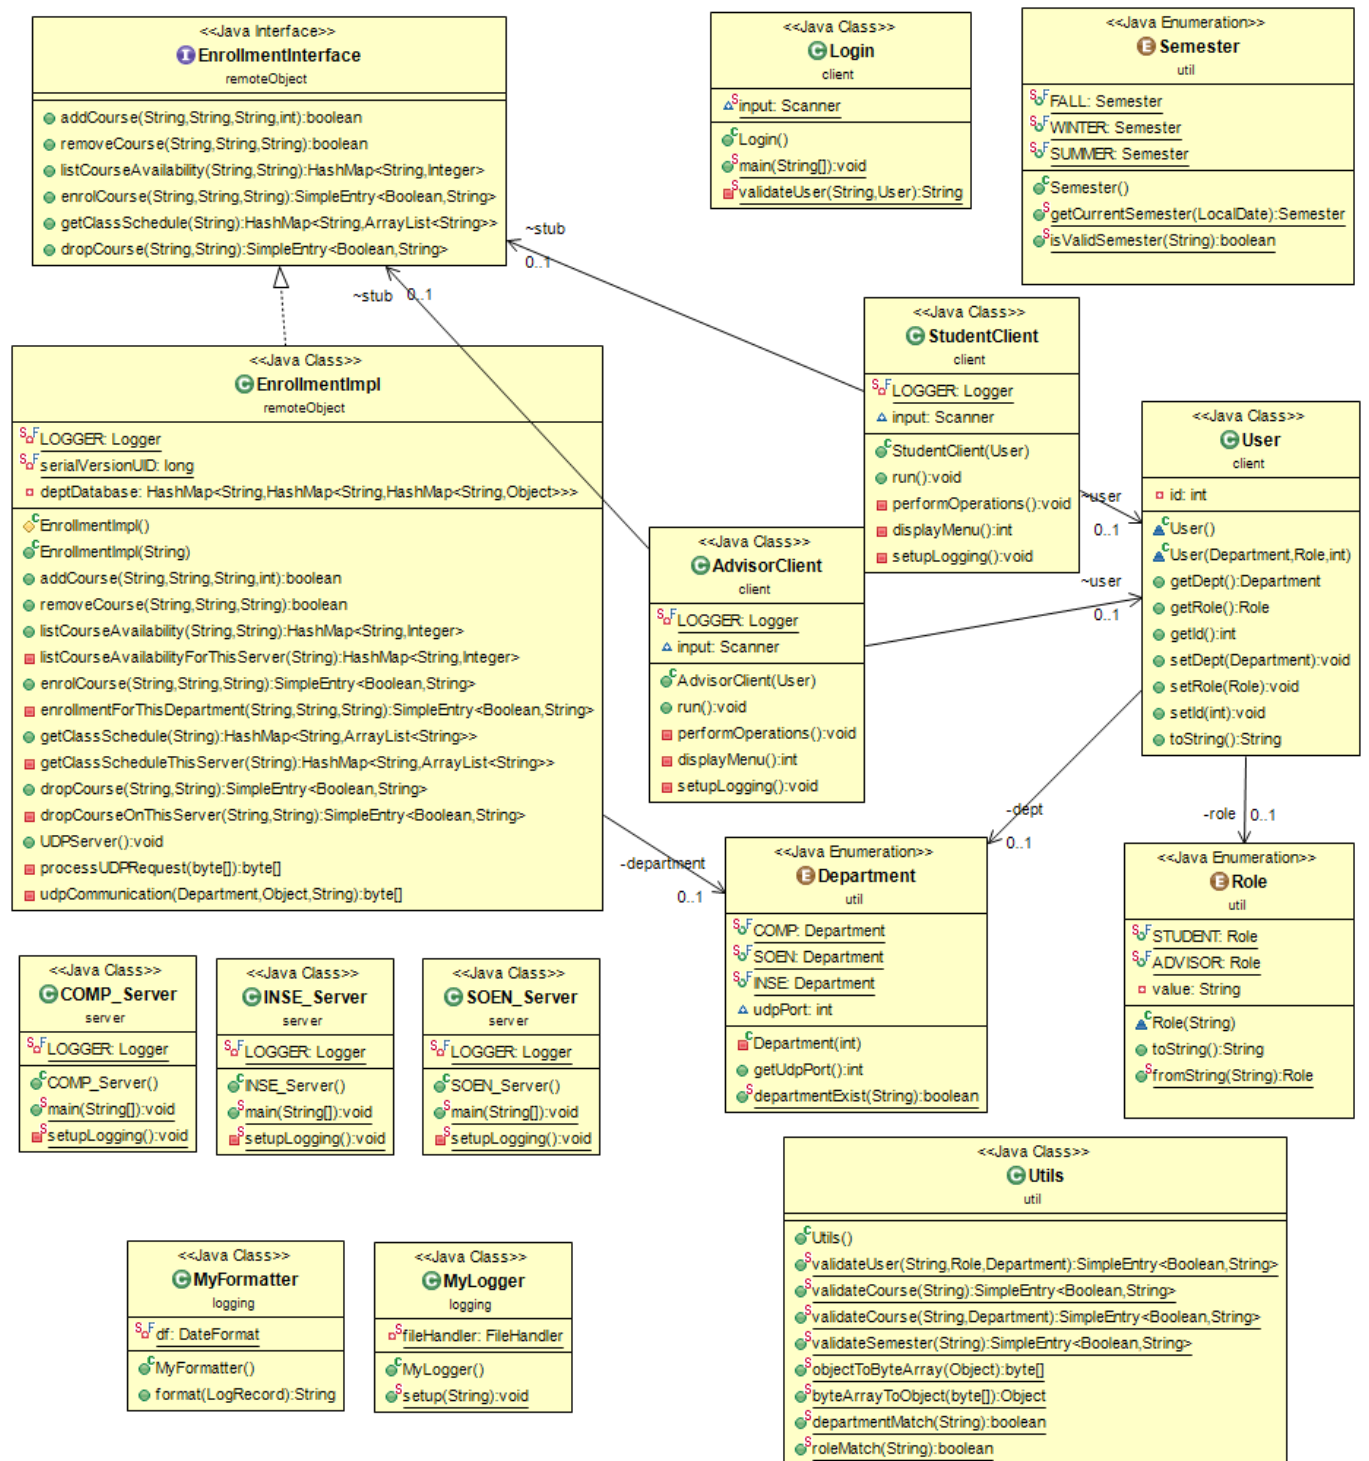 <<Java Interface>>
EnrollmentInterface
remoteObject
addCourse(String,String,String,int):boolean
removeCourse(String,String,String):boolean
listCourseAvailability(String,String):HashMap<String,Integer>
enrolCourse(String,String,String):SimpleEntry<Boolean,String>
getClassSchedule(String):HashMap<String,ArrayList<String>>
dropCourse(String,String):SimpleEntry<Boolean,String>
<<Java Class>>
Login
client
input: Scanner
Login()
main(String[]):void
validateUser(String,User):String
<<Java Enumeration>>
Semester
util
FALL: Semester
WINTER: Semester
SUMMER: Semester
Semester()
getCurrentSemester(LocalDate):Semester
isValidSemester(String):boolean
~stub
0..1
~stub
0..1
<<Java Class>>
StudentClient
client
LOGGER: Logger
input: Scanner
StudentClient(User)
run():void
performOperations():void
displayMenu():int
setupLogging():void
<<Java Class>>
EnrollmentImpl
remoteObject
LOGGER: Logger
serialVersionUID: long
deptDatabase: HashMap<String,HashMap<String,HashMap<String,Object>>>
EnrollmentImpl()
EnrollmentImpl(String)
addCourse(String,String,String,int):boolean
removeCourse(String,String,String):boolean
listCourseAvailability(String,String):HashMap<String,Integer>
listCourseAvailabilityForThisServer(String):HashMap<String,Integer>
enrolCourse(String,String,String):SimpleEntry<Boolean,String>
enrollmentForThisDepartment(String,String,String):SimpleEntry<Boolean,String>
getClassSchedule(String):HashMap<String,ArrayList<String>>
getClassScheduleThisServer(String):HashMap<String,ArrayList<String>>
dropCourse(String,String):SimpleEntry<Boolean,String>
dropCourseOnThisServer(String,String):SimpleEntry<Boolean,String>
UDPServer():void
processUDPRequest(byte[]):byte[]
udpCommunication(Department,Object,String):byte[]
<<Java Class>>
User
client
id: int
User()
User(Department,Role,int)
getDept():Department
getRole():Role
getId():int
setDept(Department):void
setRole(Role):void
setId(int):void
toString():String
~user
0..1
~user
0..1
<<Java Class>>
AdvisorClient
client
LOGGER: Logger
input: Scanner
AdvisorClient(User)
run():void
performOperations():void
displayMenu():int
setupLogging():void
-dept
0..1
-role
0..1
-department
0..1
<<Java Enumeration>>
Department
util
COMP: Department
SOEN: Department
INSE: Department
udpPort: int
Department(int)
getUdpPort():int
departmentExist(String):boolean
<<Java Enumeration>>
Role
util
STUDENT: Role
ADVISOR: Role
value: String
Role(String)
toString():String
fromString(String):Role
<<Java Class>>
COMP_Server
server
LOGGER: Logger
COMP_Server()
main(String[]):void
setupLogging():void
<<Java Class>>
INSE_Server
server
LOGGER: Logger
INSE_Server()
main(String[]):void
setupLogging():void
<<Java Class>>
SOEN_Server
server
LOGGER: Logger
SOEN_Server()
main(String[]):void
setupLogging():void
<<Java Class>>
Utils
util
Utils()
validateUser(String,Role,Department):SimpleEntry<Boolean,String>
validateCourse(String):SimpleEntry<Boolean,String>
validateCourse(String,Department):SimpleEntry<Boolean,String>
validateSemester(String):SimpleEntry<Boolean,String>
objectToByteArray(Object):byte[]
byteArrayToObject(byte[]):Object
departmentMatch(String):boolean
roleMatch(String):boolean
<<Java Class>>
MyFormatter
logging
df: DateFormat
MyFormatter()
format(LogRecord):String
<<Java Class>>
MyLogger
logging
fileHandler: FileHandler
MyLogger()
setup(String):void